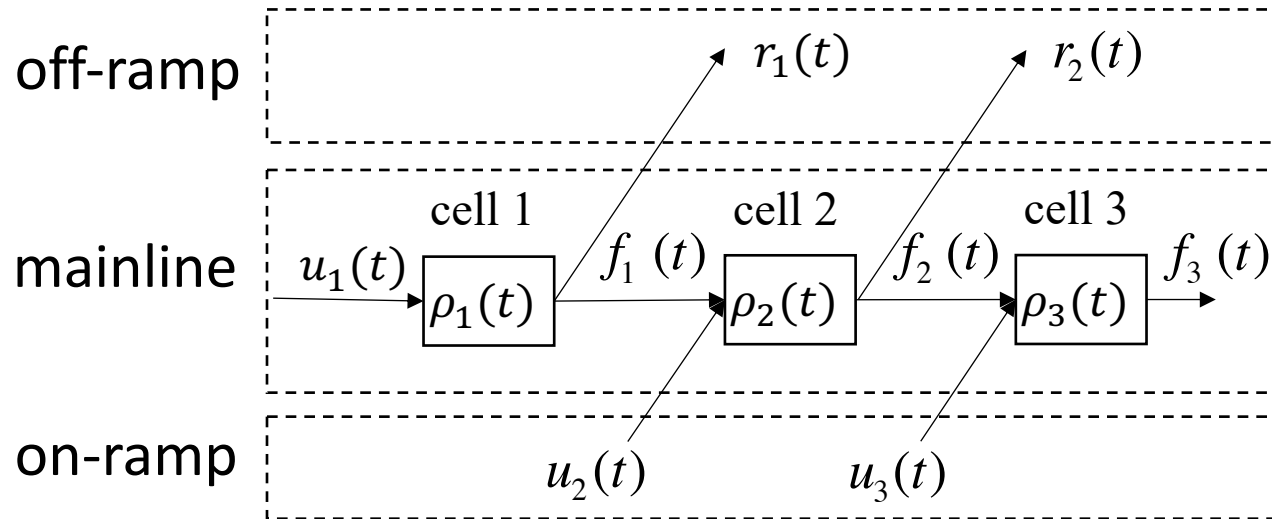 off-ramp
r₁(t)
r₂(t)
mainline
cell 1
cell 2
cell 3
u₁(t)
f₁ (t)
f₂ (t)
f₃ (t)
ρ₁(t)
ρ₂(t)
ρ₃(t)
on-ramp
u₂(t)
u₃(t)